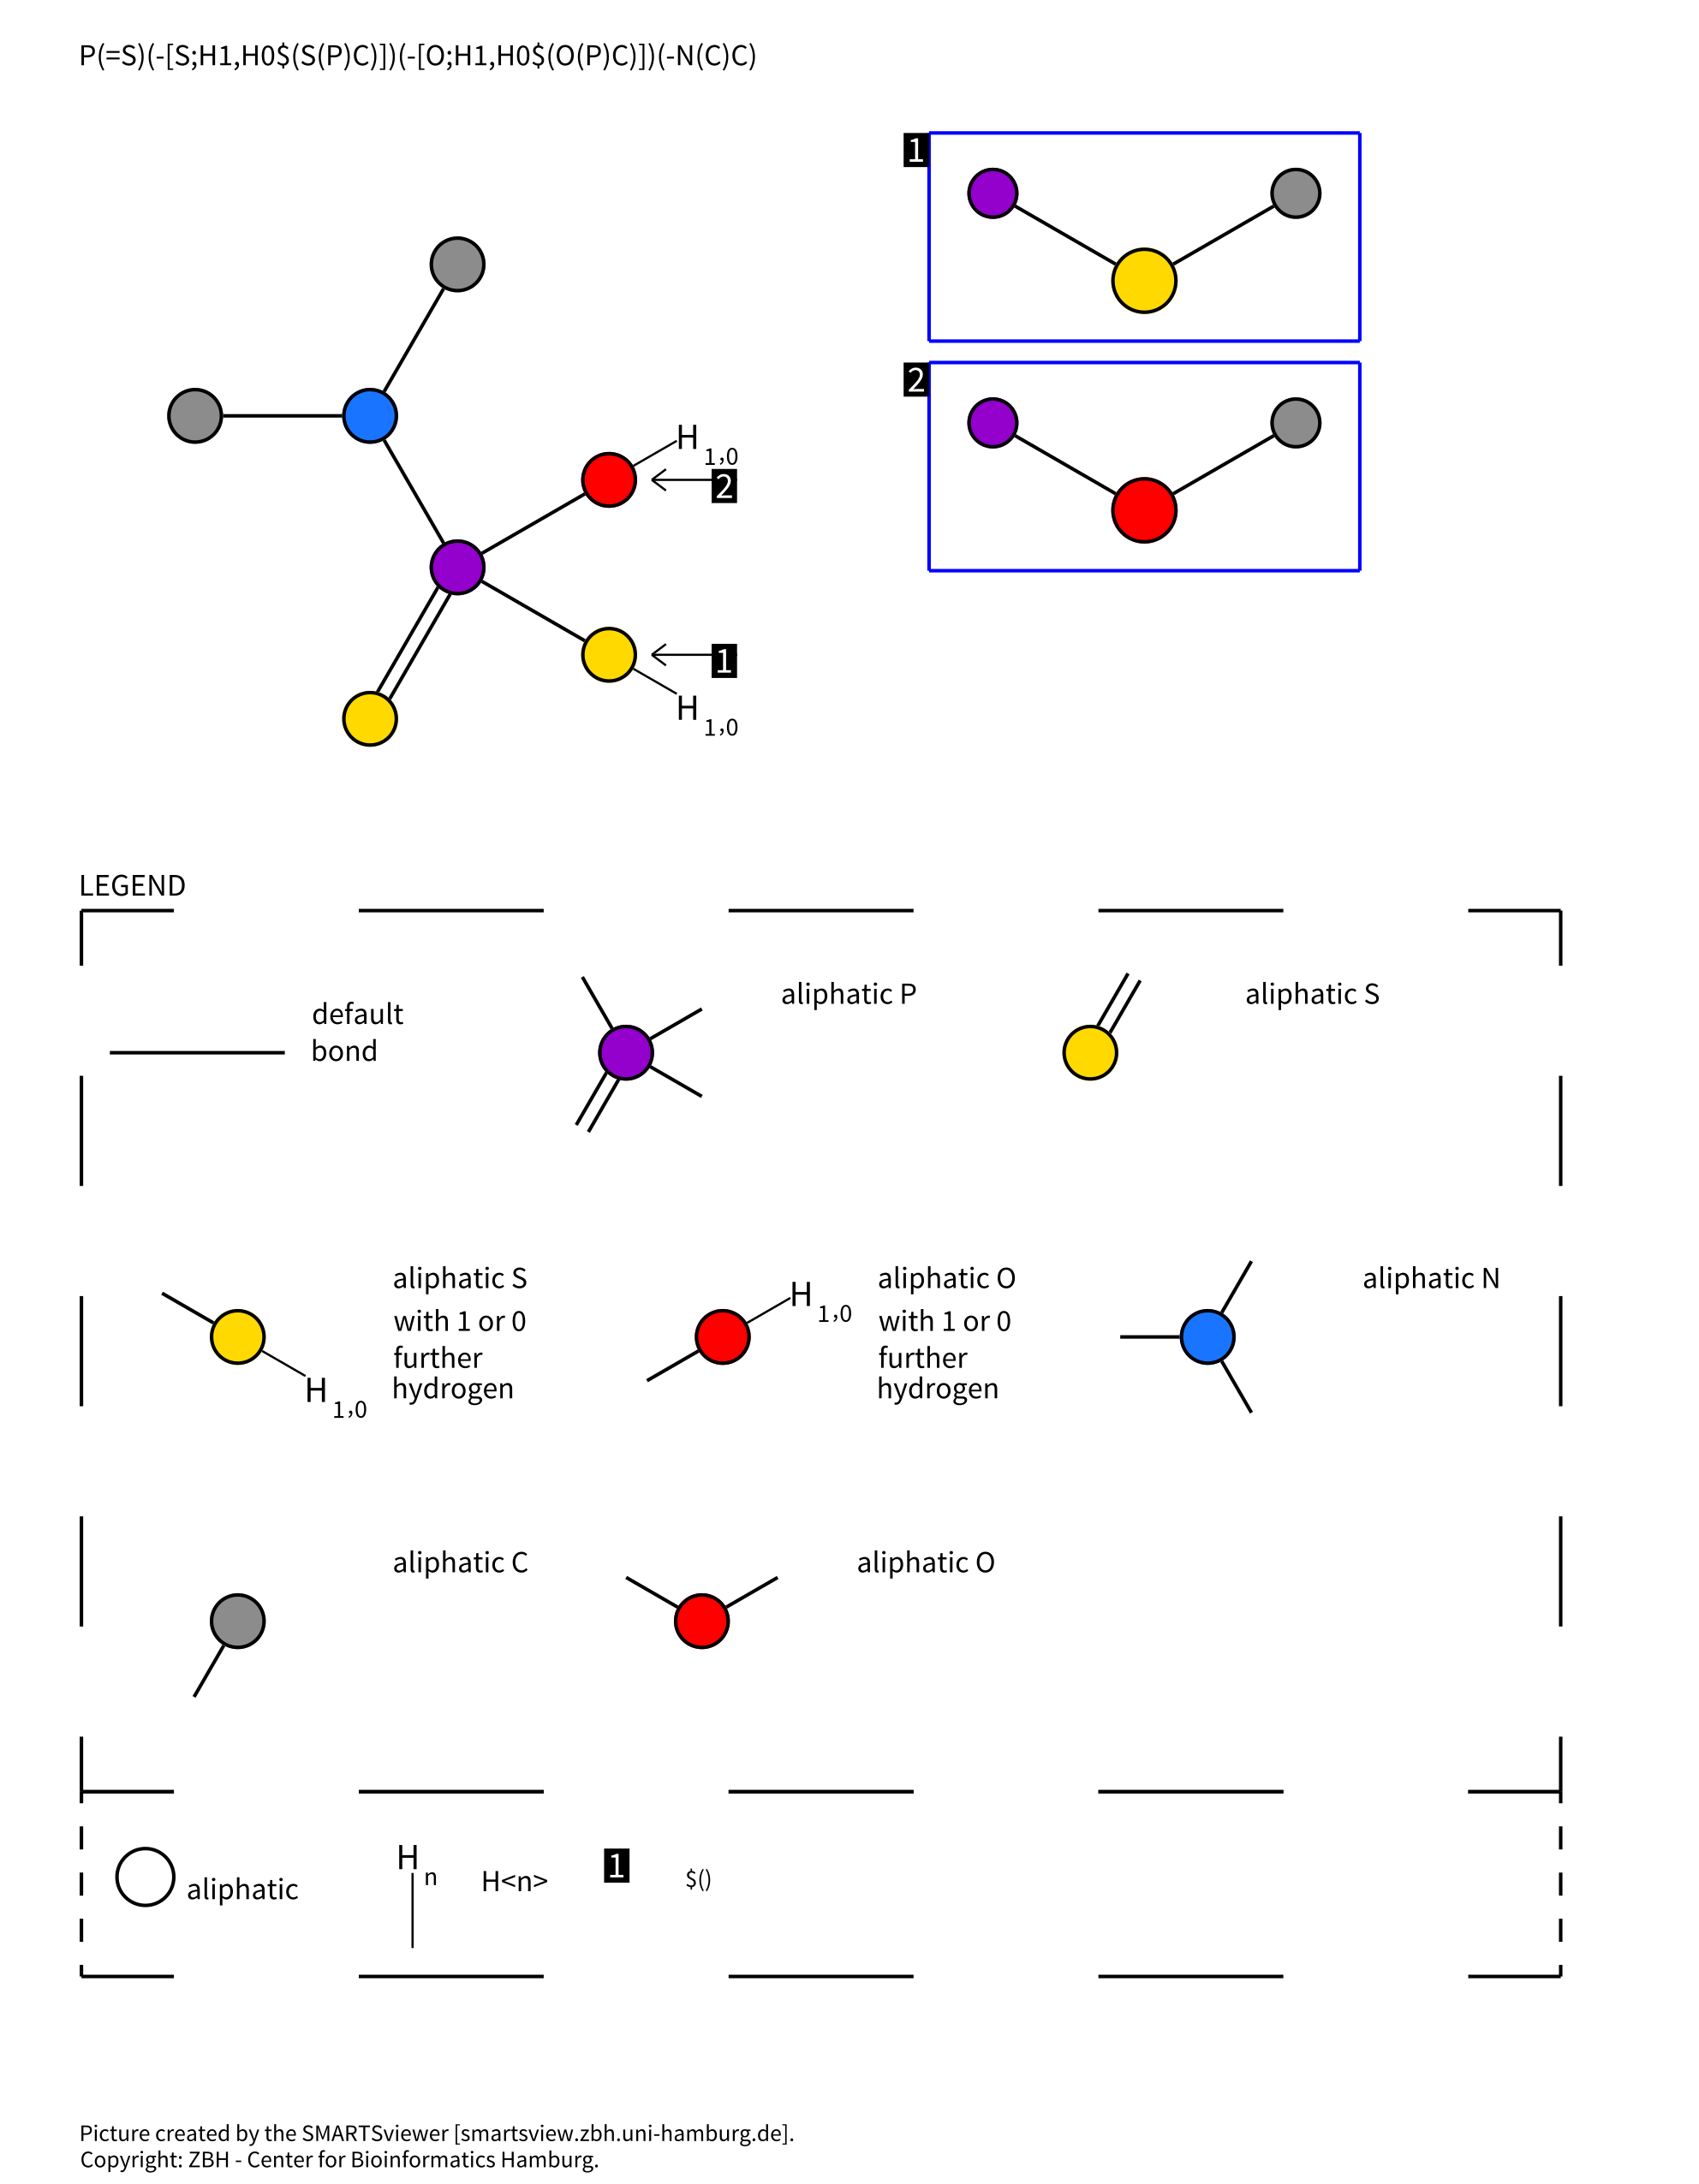 P(=S)(-[S;H1,H0$(S(P)C)])(-[O;H1,H0$(O(P)C)])(-N(C)C)
1
2
H 1,0
2
1
H 1,0
LEGEND
default
bond
aliphatic P
aliphatic S
aliphatic S
with 1 or 0
further
hydrogen
H 1,0
aliphatic O
with 1 or 0
further
hydrogen
H 1,0
aliphatic N
aliphatic C
aliphatic O
aliphatic
H n
H<n>
1
$()
Picture created by the SMARTSviewer [smartsview.zbh.uni-hamburg.de].
Copyright: ZBH - Center for Bioinformatics Hamburg.